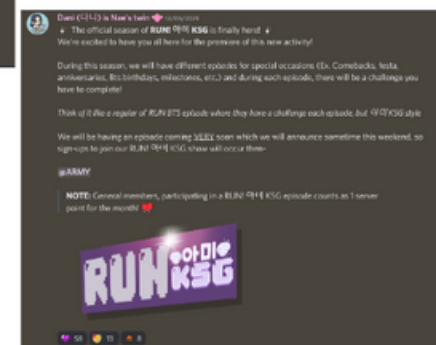 Dani (다니) is Nae's twin
The official season of RUN! 아미 KSG is finally here!
We're excited to have you all here for the premiere of this new activity!
During this season, we will have different episodes for special occasions (Ex. Comebacks, festa,
anniversaries, Bts birthdays, milestones, etc.) and during each episode, there will be a challenge you
have to complete!
Think of it like a regular of RUN BTS episode where they have a challenge each episode, but 아미 KSG style
We will be having an episode coming VERY soon which we will announce sometime this weekend, so
sign-ups to join our RUN! 아미 KSG show will occur then~
@ARMY
NOTE: General members, participating in a RUN! 아미 KSG episode counts as 1 server
point for the month!
RUN 아미
KSG
58 13 8